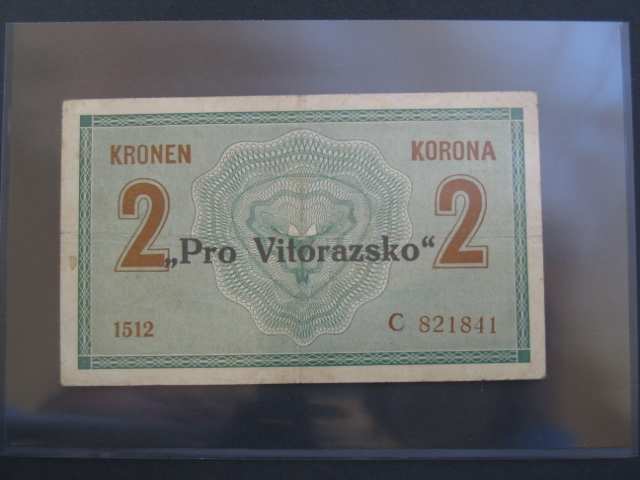 KRONEN KORONA
2 „Pro Vitorazsko“ 2
1512 C 821841